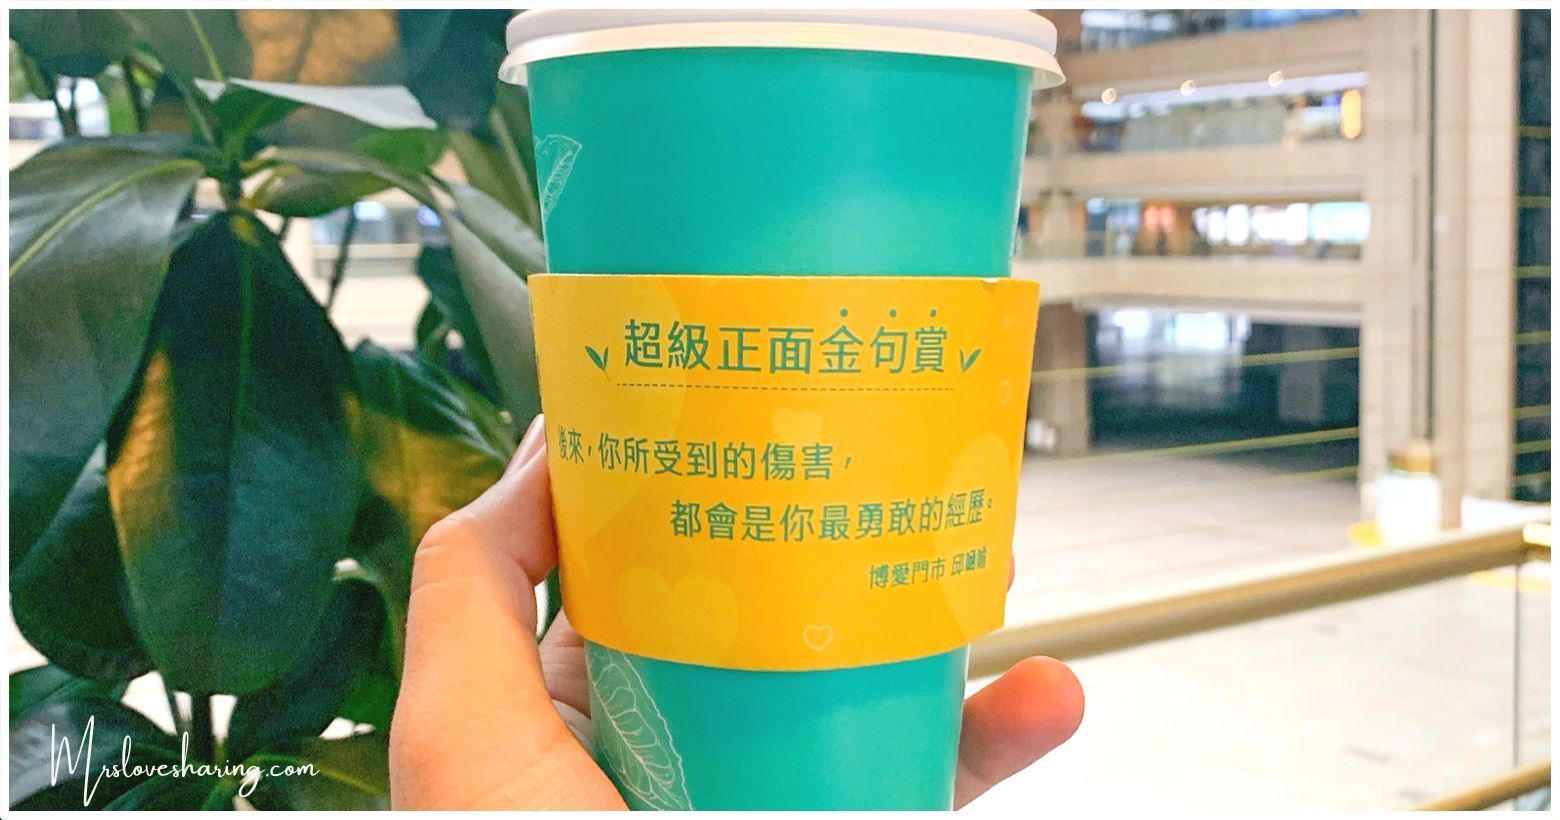 超級正面金句賞
後來，你所受到的傷害，
都會是你最勇敢的經歷。
博愛門市 邱
Mrslovesharing.com